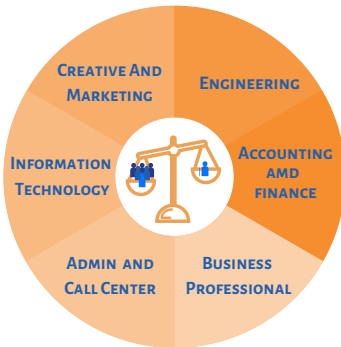 Creative And
Marketing
Engineering
Information
Technology
Accounting
amd
finance
Admin and
Call Center
Business
Professional